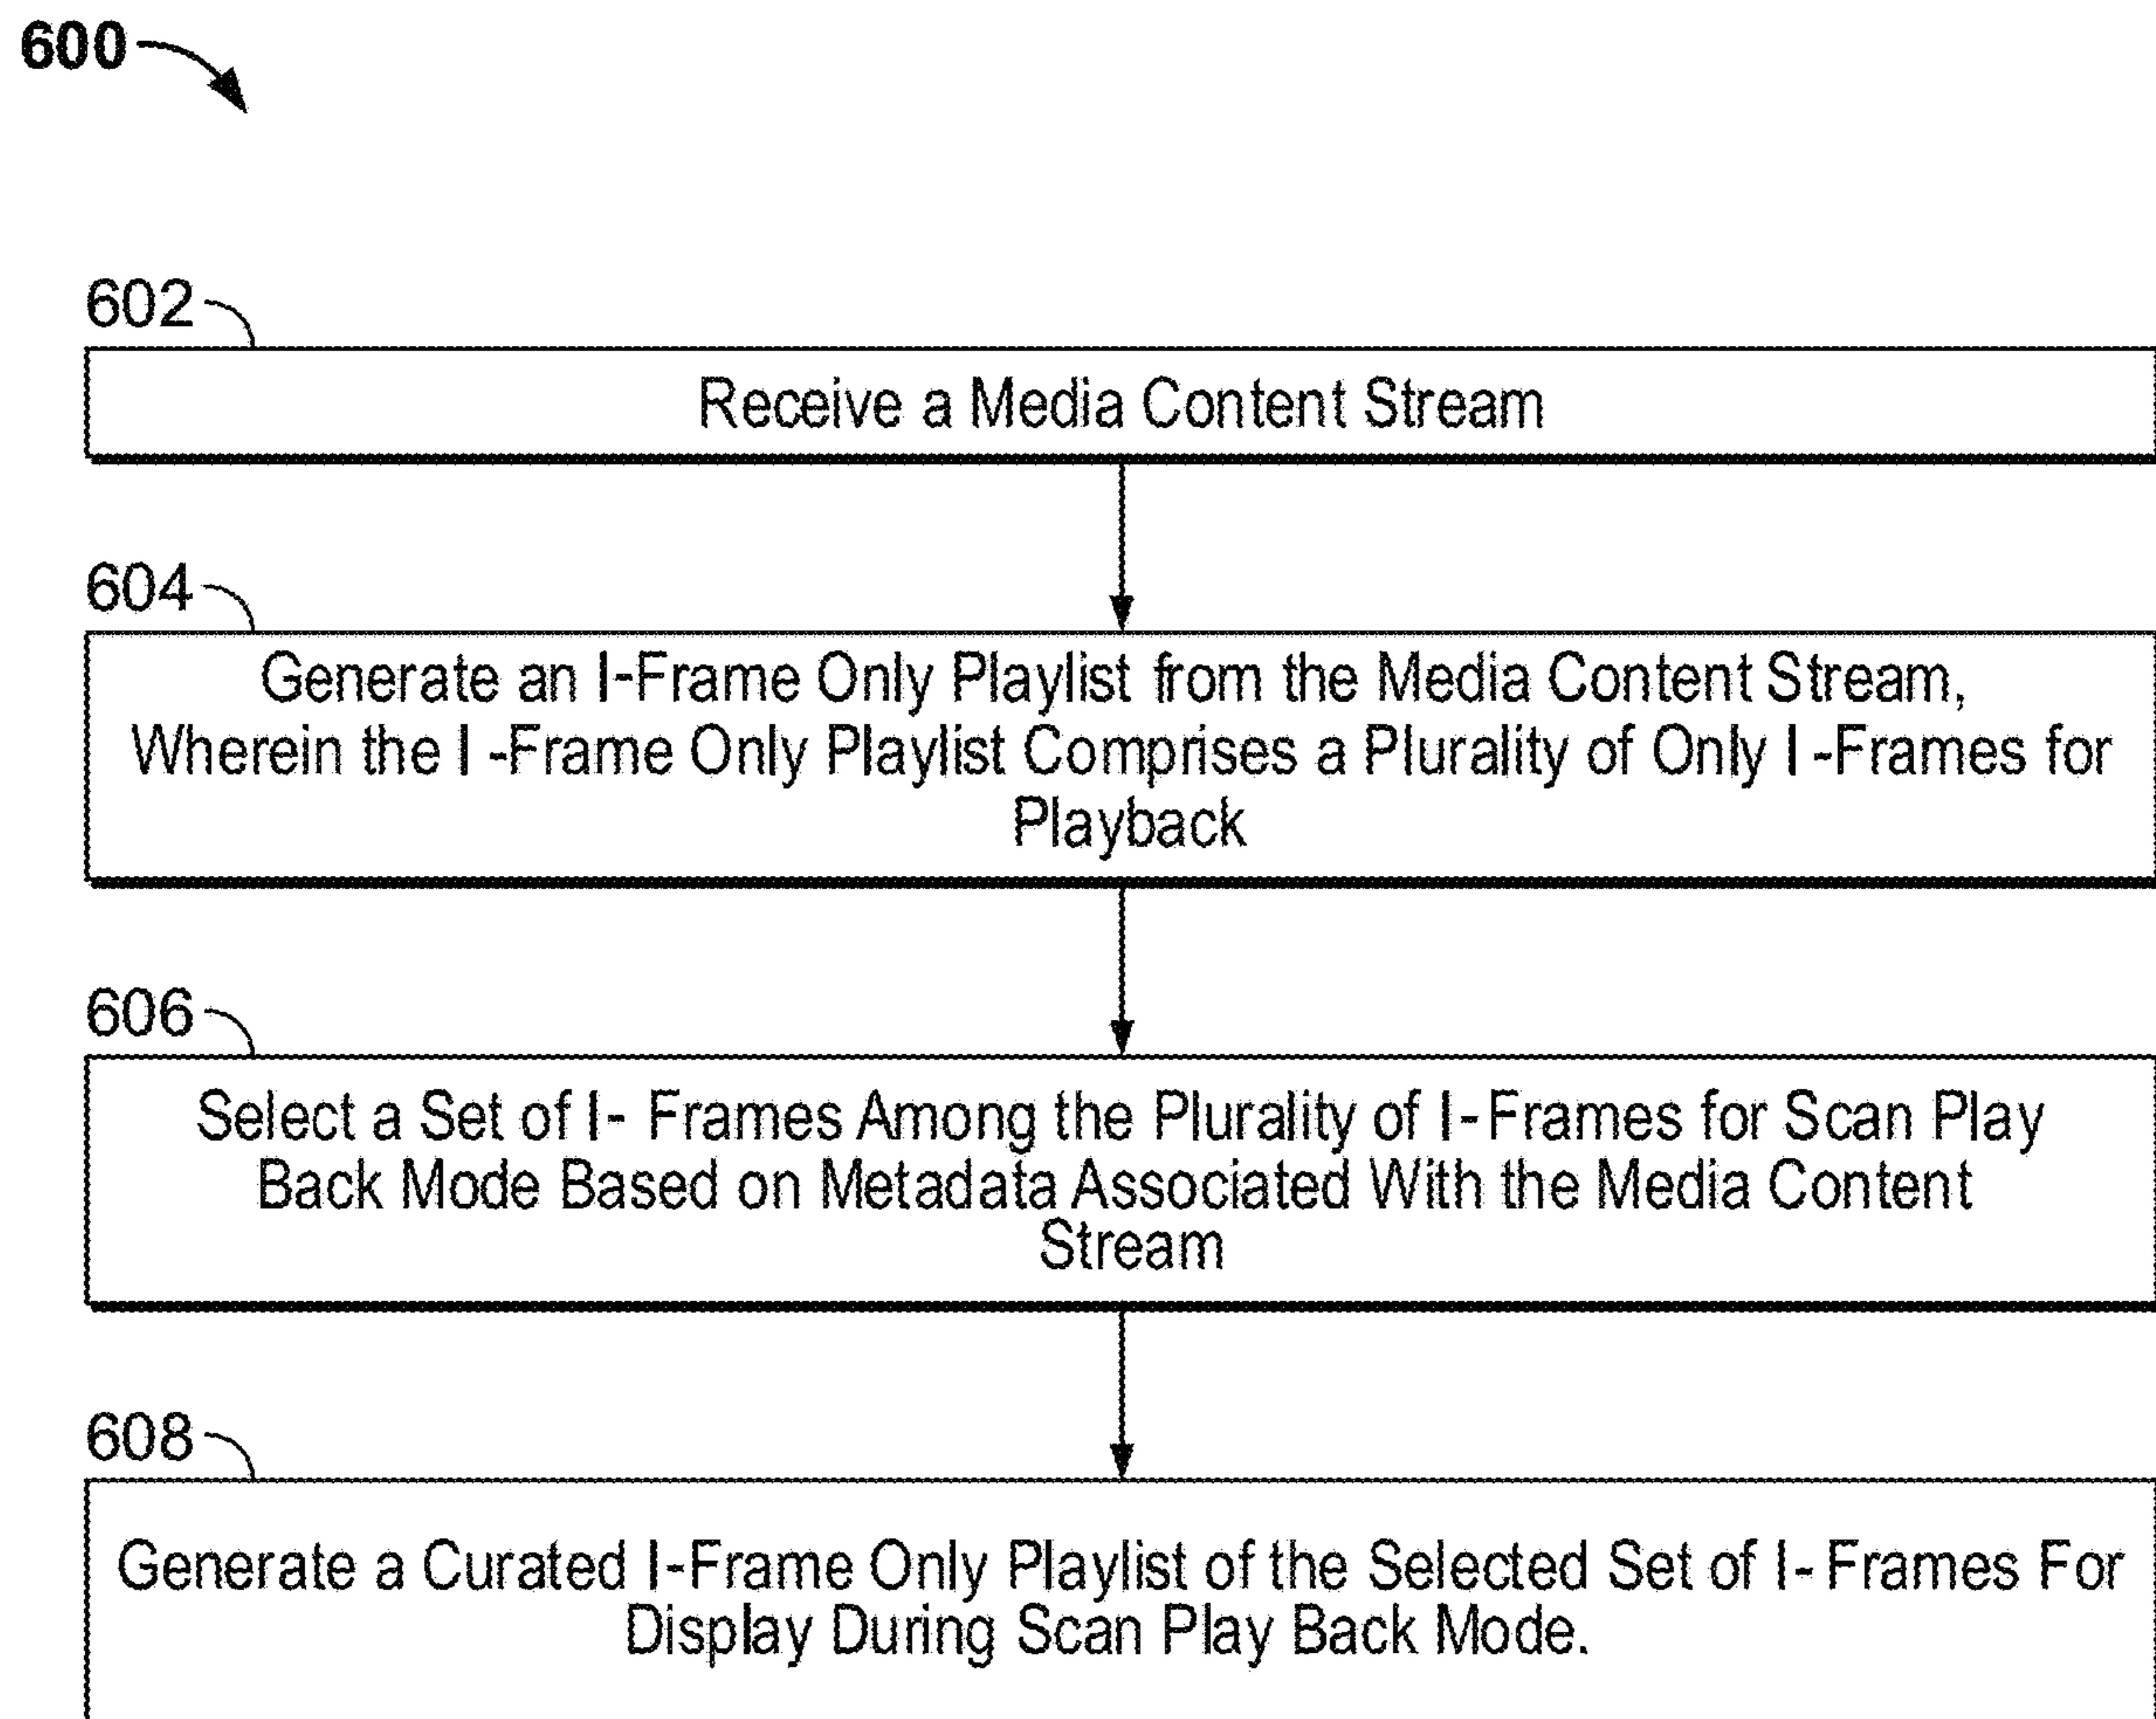 600
602
Receive a Media Content Stream
604
Generate an I-Frame Only Playlist from the Media Content Stream,
Wherein the I -Frame Only Playlist Comprises a Plurality of Only I -Frames for
Playback
606
Select a Set of I- Frames Among the Plurality of I-Frames for Scan Play
Back Mode Based on Metadata Associated With the Media Content
Stream
608
Generate a Curated I-Frame Only Playlist of the Selected Set of I- Frames For
Display During Scan Play Back Mode.